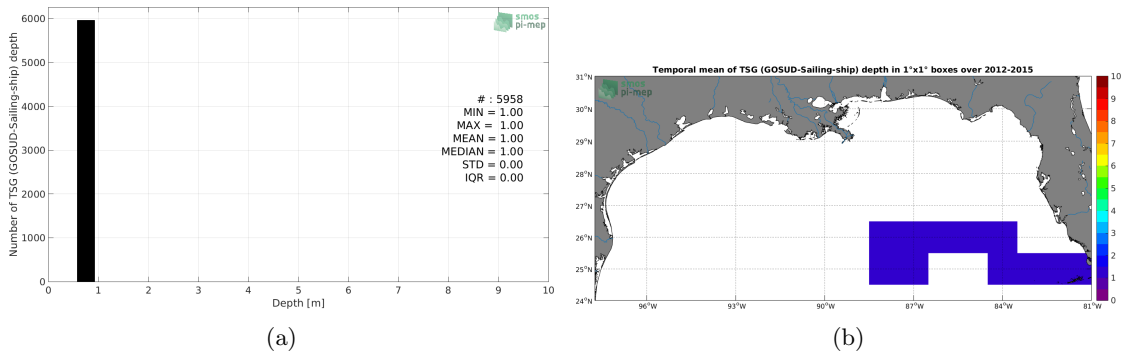 smos
pi-mep
Number of TSG (GOSUD-Sailing-ship) depth
6000
5000
4000
3000
2000
1000
0
# : 5958
MIN = 1.00
MAX = 1.00
MEAN = 1.00
MEDIAN = 1.00
STD = 0.00
IQR = 0.00
0 1 2 3 4 5 6 7 8 9 10
Depth [m]
(a)
Temporal mean of TSG (GOSUD-Sailing-ship) depth in 1°x1° boxes over 2012-2015
smos
pi-mep
31°N
30°N
29°N
28°N
27°N
26°N
25°N
24°N
96°W 93°W 90°W 87°W 84°W 81°W
10
9
8
7
6
5
4
3
2
1
0
(b)